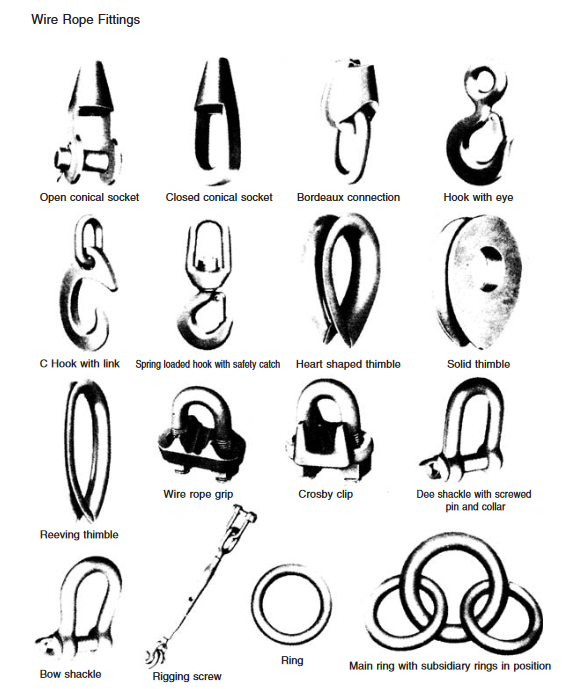 Wire Rope Fittings
Open conical socket
Closed conical socket
Bordeaux connection
Hook with eye
C Hook with link
Spring loaded hook with safety catch
Heart shaped thimble
Solid thimble
Reeving thimble
Wire rope grip
Crosby clip
Dee shackle with screwed
pin and collar
Bow shackle
Rigging screw
Ring
Main ring with subsidiary rings in position